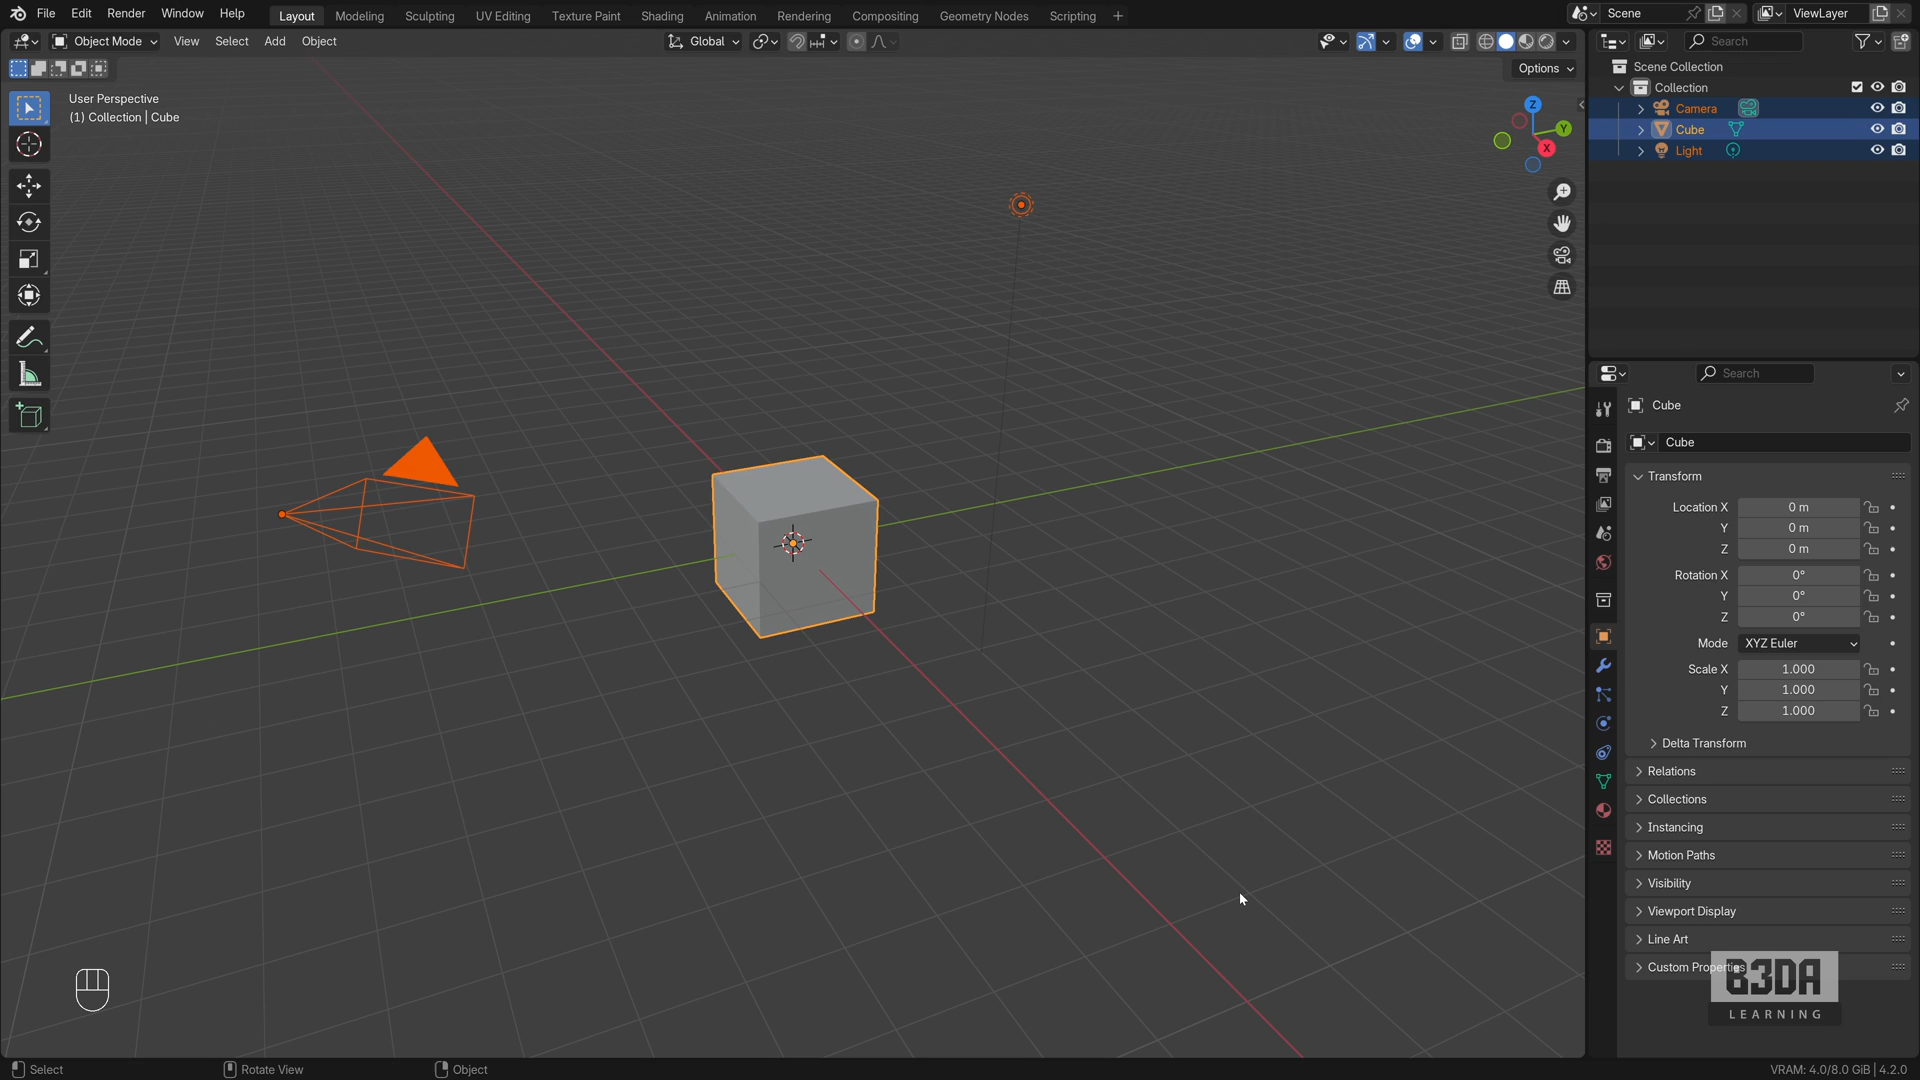 File Edit Render Window Help Layout Modeling Sculpting UV Editing Texture Paint Shading Animation Rendering Compositing Geometry Nodes Scripting + Scene ViewLayer
Object Mode View Select Add Object Global Search
Options
User Perspective
(1) Collection | Cube
Z
Y
X
Scene Collection
Collection
Camera
Cube
Light
Search
Cube
Cube
Transform
Location X 0 m
Y 0 m
Z 0 m
Rotation X 0°
Y 0°
Z 0°
Mode XYZ Euler
Scale X 1.000
Y 1.000
Z 1.000
Delta Transform
Relations
Collections
Instancing
Motion Paths
Visibility
Viewport Display
Line Art
Custom Properties
B3DA
LEARNING
Select Rotate View Object VRAM: 4.0/8.0 GiB | 4.2.0